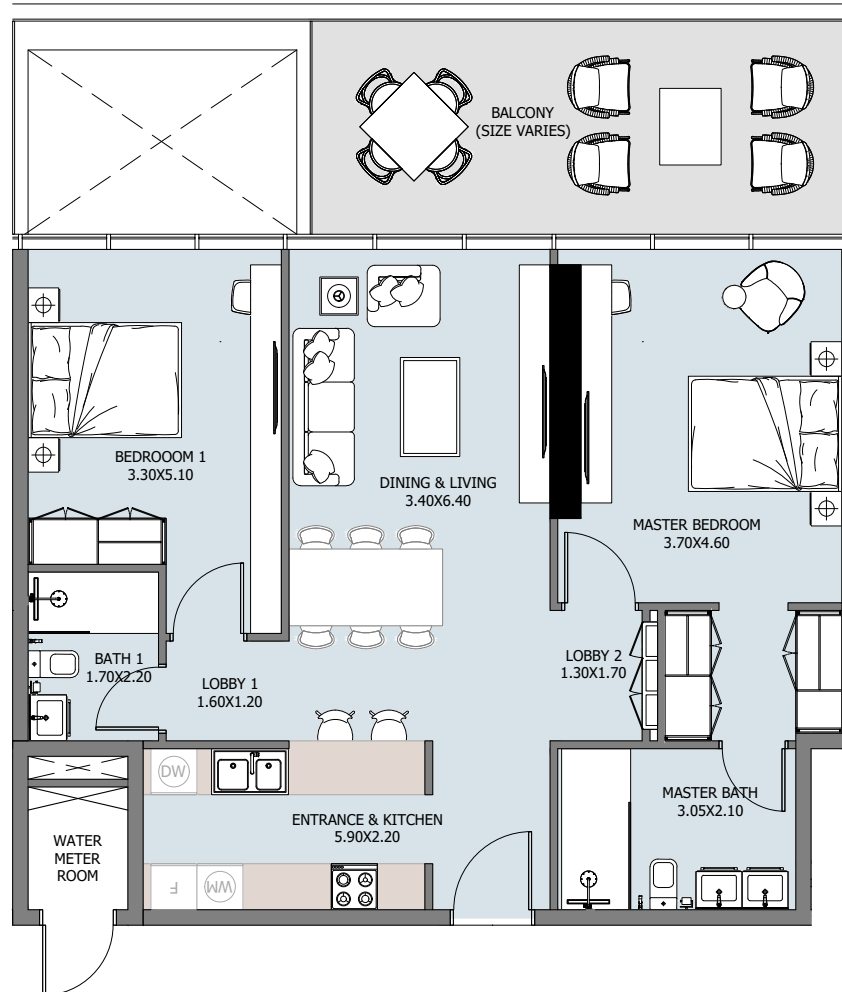 BALCONY
(SIZE VARIES)
BEDROOOM 1
3.30X5.10
DINING & LIVING
3.40X6.40
MASTER BEDROOM
3.70X4.60
BATH 1
1.70X2.20
LOBBY 1
1.60X1.20
LOBBY 2
1.30X1.70
DW
ENTRANCE & KITCHEN
5.90X2.20
MASTER BATH
3.05X2.10
WATER
METER
ROOM
F
WM